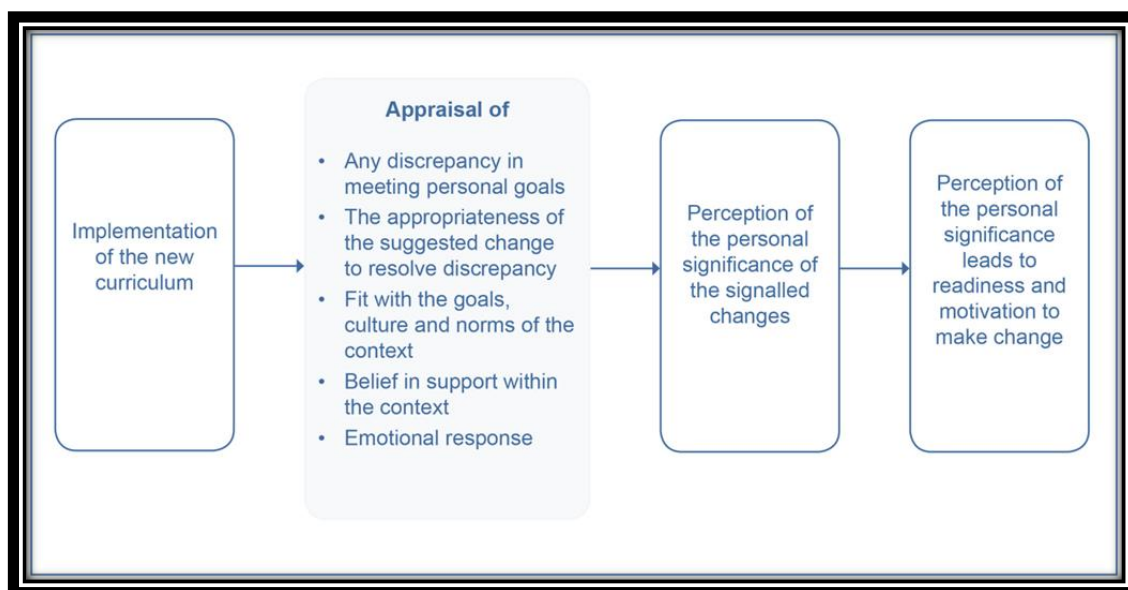 Implementation
of the new
curriculum
Appraisal of
• Any discrepancy in
meeting personal goals
• The appropriateness of
the suggested change
to resolve discrepancy
• Fit with the goals,
culture and norms of the
context
• Belief in support within
the context
• Emotional response
Perception of
the personal
significance of
the signalled
changes
Perception of
the personal
significance
leads to
readiness and
motivation to
make change